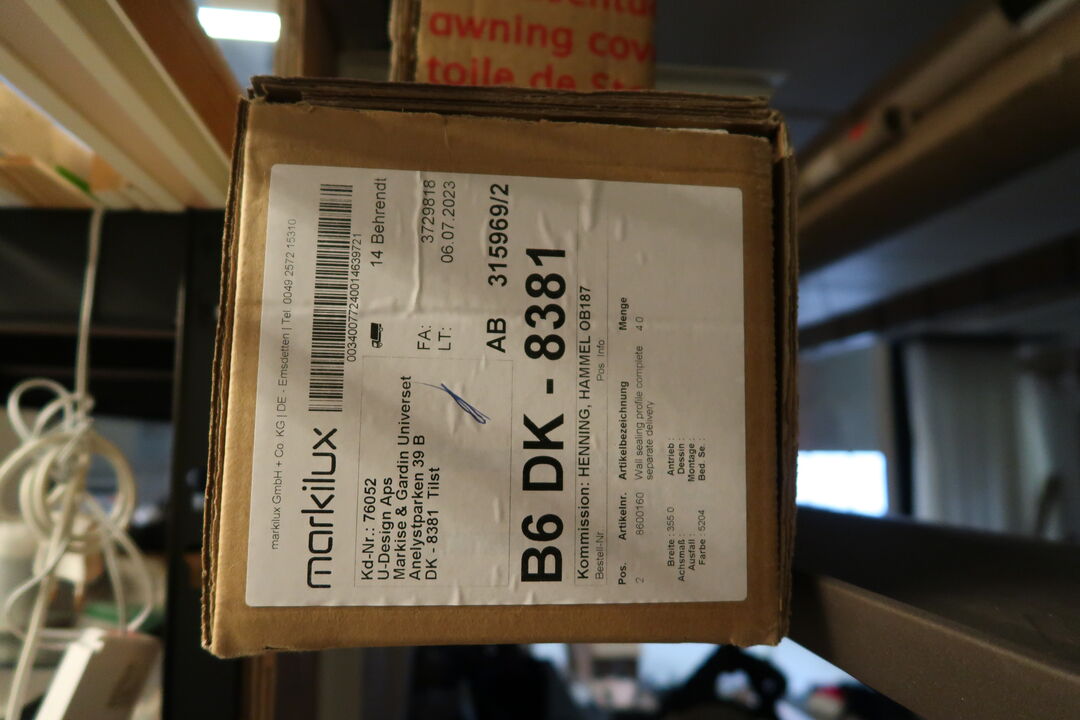 awning cov
toile de St
markilux GmbH + Co. KG | DE - Emsdetten | Tel. 0049 2572 15310
markilux
00340077240014639721
Kd-Nr.: 76052
U-Design Aps
Markise & Gardin Universet
Anelystparken 39 B
DK - 8381 Tilst
14 Behrendt
FA: 3729818
LT: 06.07.2023
AB 315969/2
B6 DK - 8381
Kommission: HENNING, HAMMEL OB187
Bestell-Nr. Pos Info
Pos. Artikelnr. Artikelbezeichnung Menge
2 8600160 Wall sealing profile complete 4.0
separate delivery
Breite : 355.0 Antrieb :
Achsmaß : Dessin :
Ausfall : Montage :
Farbe : 5204 Bed. Se. :